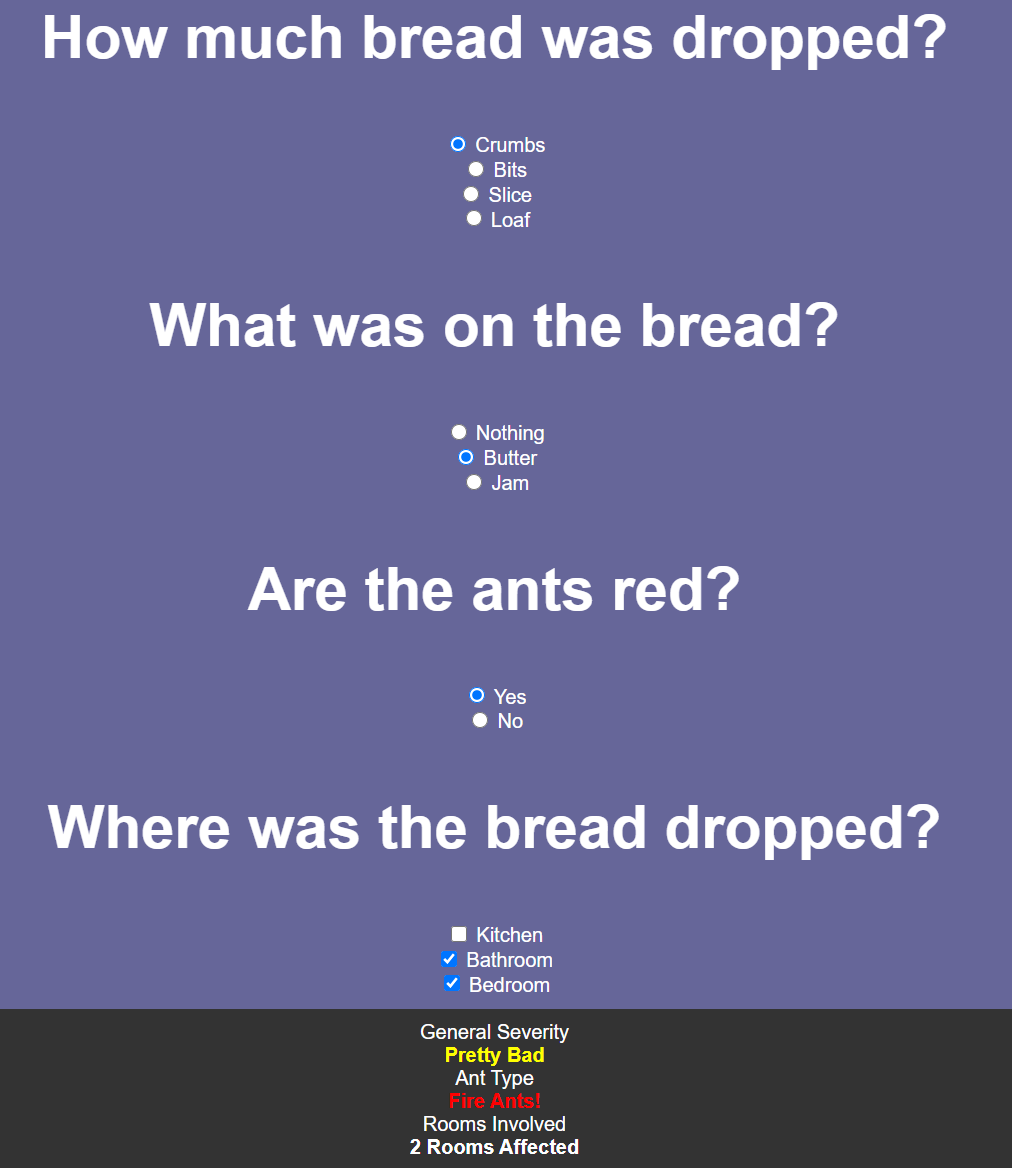 How much bread was dropped?
Crumbs
Bits
Slice
Loaf
What was on the bread?
Nothing
Butter
Jam
Are the ants red?
Yes
No
Where was the bread dropped?
Kitchen
Bathroom
Bedroom
General Severity
Pretty Bad
Ant Type
Fire Ants!
Rooms Involved
2 Rooms Affected